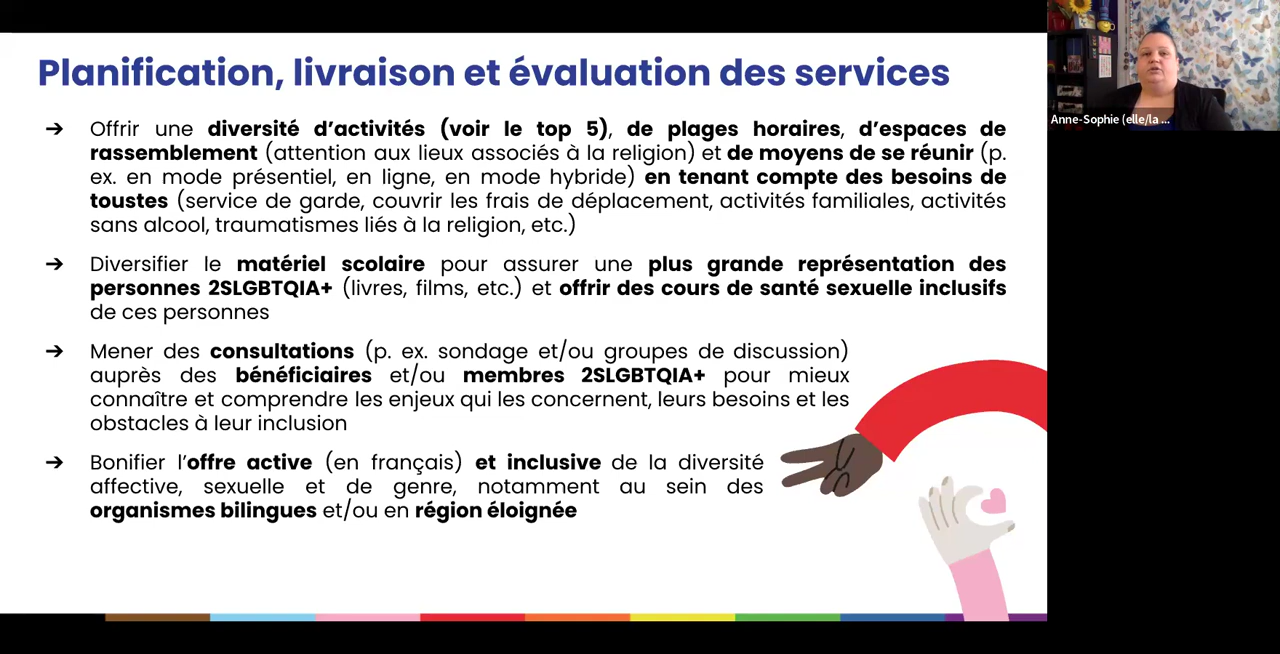 Planification, livraison et évaluation des services
➔ Offrir une diversité d’activités (voir le top 5), de plages horaires, d’espaces de
rassemblement (attention aux lieux associés à la religion) et de moyens de se réunir (p.
ex. en mode présentiel, en ligne, en mode hybride) en tenant compte des besoins de
toustes (service de garde, couvrir les frais de déplacement, activités familiales, activités
sans alcool, traumatismes liés à la religion, etc.)
➔ Diversifier le matériel scolaire pour assurer une plus grande représentation des
personnes 2SLGBTQIA+ (livres, films, etc.) et offrir des cours de santé sexuelle inclusifs
de ces personnes
➔ Mener des consultations (p. ex. sondage et/ou groupes de discussion)
auprès des bénéficiaires et/ou membres 2SLGBTQIA+ pour mieux
connaître et comprendre les enjeux qui les concernent, leurs besoins et les
obstacles à leur inclusion
➔ Bonifier l’offre active (en français) et inclusive de la diversité
affective, sexuelle et de genre, notamment au sein des
organismes bilingues et/ou en région éloignée
Anne-Sophie (elle/la ...